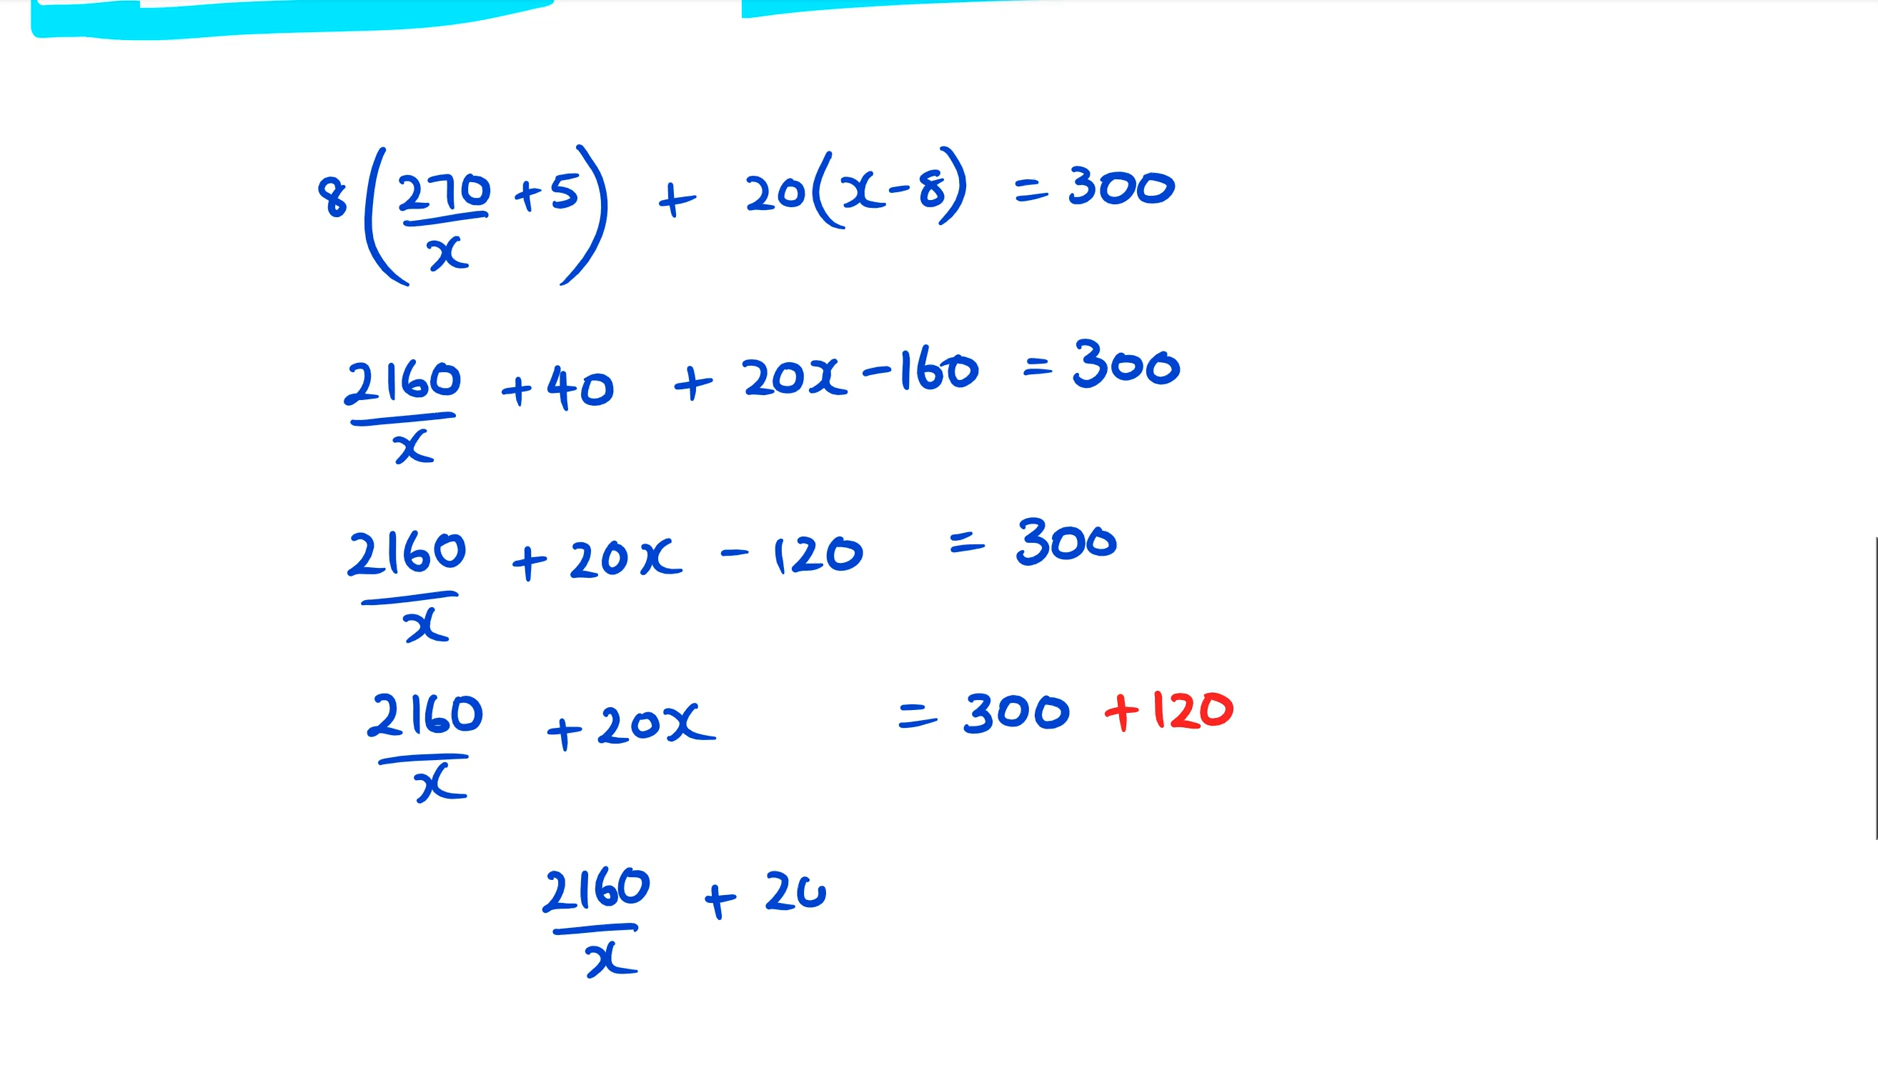 8(270/x + 5) + 20(x - 8) = 300
2160/x + 40 + 20x - 160 = 300
2160/x + 20x - 120 = 300
2160/x + 20x = 300 + 120
2160/x + 20